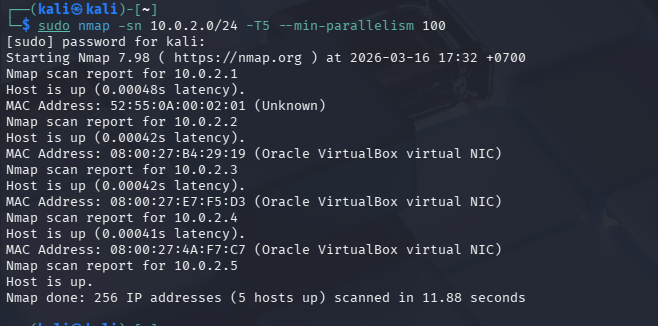 ┌──(kali㉿kali)-[~]
└─$ sudo nmap -sn 10.0.2.0/24 -T5 --min-parallelism 100
[sudo] password for kali:
Starting Nmap 7.98 ( https://nmap.org ) at 2026-03-16 17:32 +0700
Nmap scan report for 10.0.2.1
Host is up (0.00048s latency).
MAC Address: 52:55:0A:00:02:01 (Unknown)
Nmap scan report for 10.0.2.2
Host is up (0.00042s latency).
MAC Address: 08:00:27:B4:29:19 (Oracle VirtualBox virtual NIC)
Nmap scan report for 10.0.2.3
Host is up (0.00042s latency).
MAC Address: 08:00:27:E7:F5:D3 (Oracle VirtualBox virtual NIC)
Nmap scan report for 10.0.2.4
Host is up (0.00041s latency).
MAC Address: 08:00:27:4A:F7:C7 (Oracle VirtualBox virtual NIC)
Nmap scan report for 10.0.2.5
Host is up.
Nmap done: 256 IP addresses (5 hosts up) scanned in 11.88 seconds